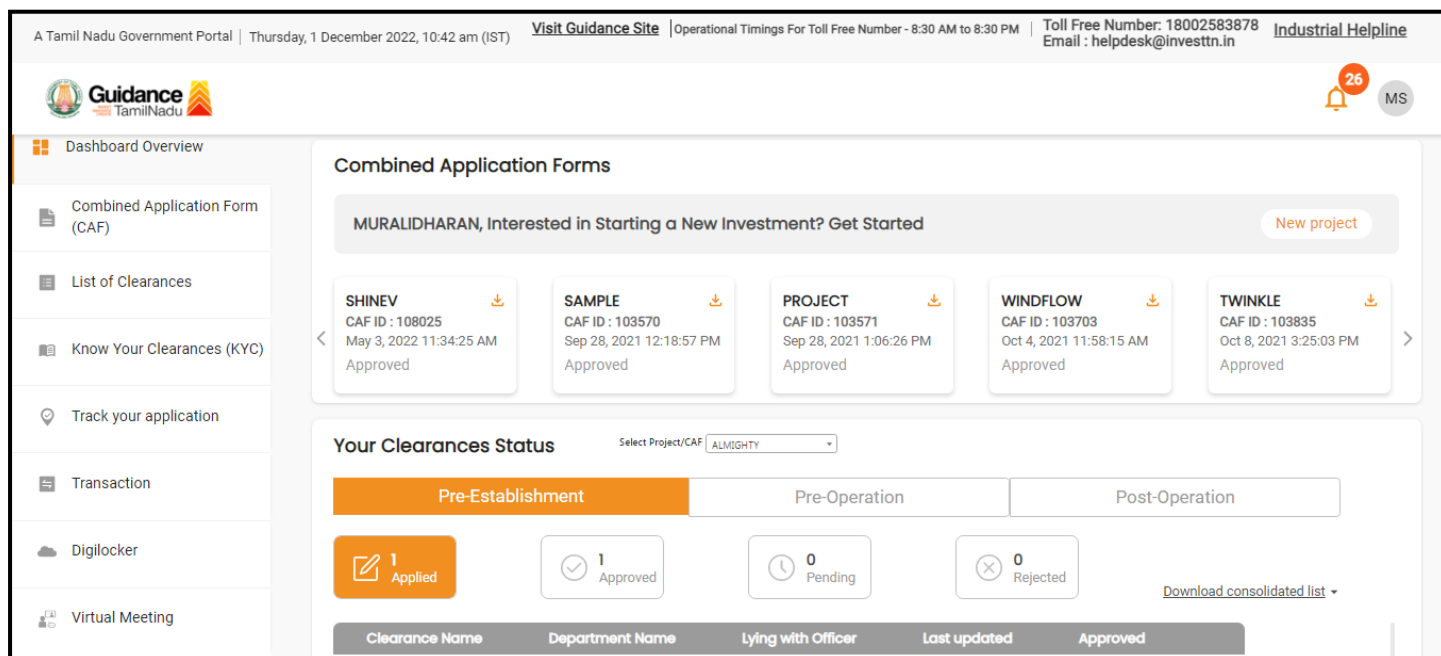 A Tamil Nadu Government Portal | Thursday, 1 December 2022, 10:42 am (IST)
Visit Guidance Site | Operational Timings For Toll Free Number - 8:30 AM to 8:30 PM |
Toll Free Number: 18002583878
Email : helpdesk@investtn.in
Industrial Helpline
Guidance
TamilNadu
26
MS
Dashboard Overview
Combined Application Form
(CAF)
List of Clearances
Know Your Clearances (KYC)
Track your application
Transaction
Digilocker
Virtual Meeting
Combined Application Forms
MURALIDHARAN, Interested in Starting a New Investment? Get Started
New project
SHINEV
CAF ID : 108025
May 3, 2022 11:34:25 AM
Approved
SAMPLE
CAF ID : 103570
Sep 28, 2021 12:18:57 PM
Approved
PROJECT
CAF ID : 103571
Sep 28, 2021 1:06:26 PM
Approved
WINDFLOW
CAF ID : 103703
Oct 4, 2021 11:58:15 AM
Approved
TWINKLE
CAF ID : 103835
Oct 8, 2021 3:25:03 PM
Approved
Your Clearances Status
Select Project/CAF ALMIGHTY
Pre-Establishment
Pre-Operation
Post-Operation
1
Applied
1
Approved
0
Pending
0
Rejected
Download consolidated list
Clearance Name Department Name Lying with Officer Last updated Approved